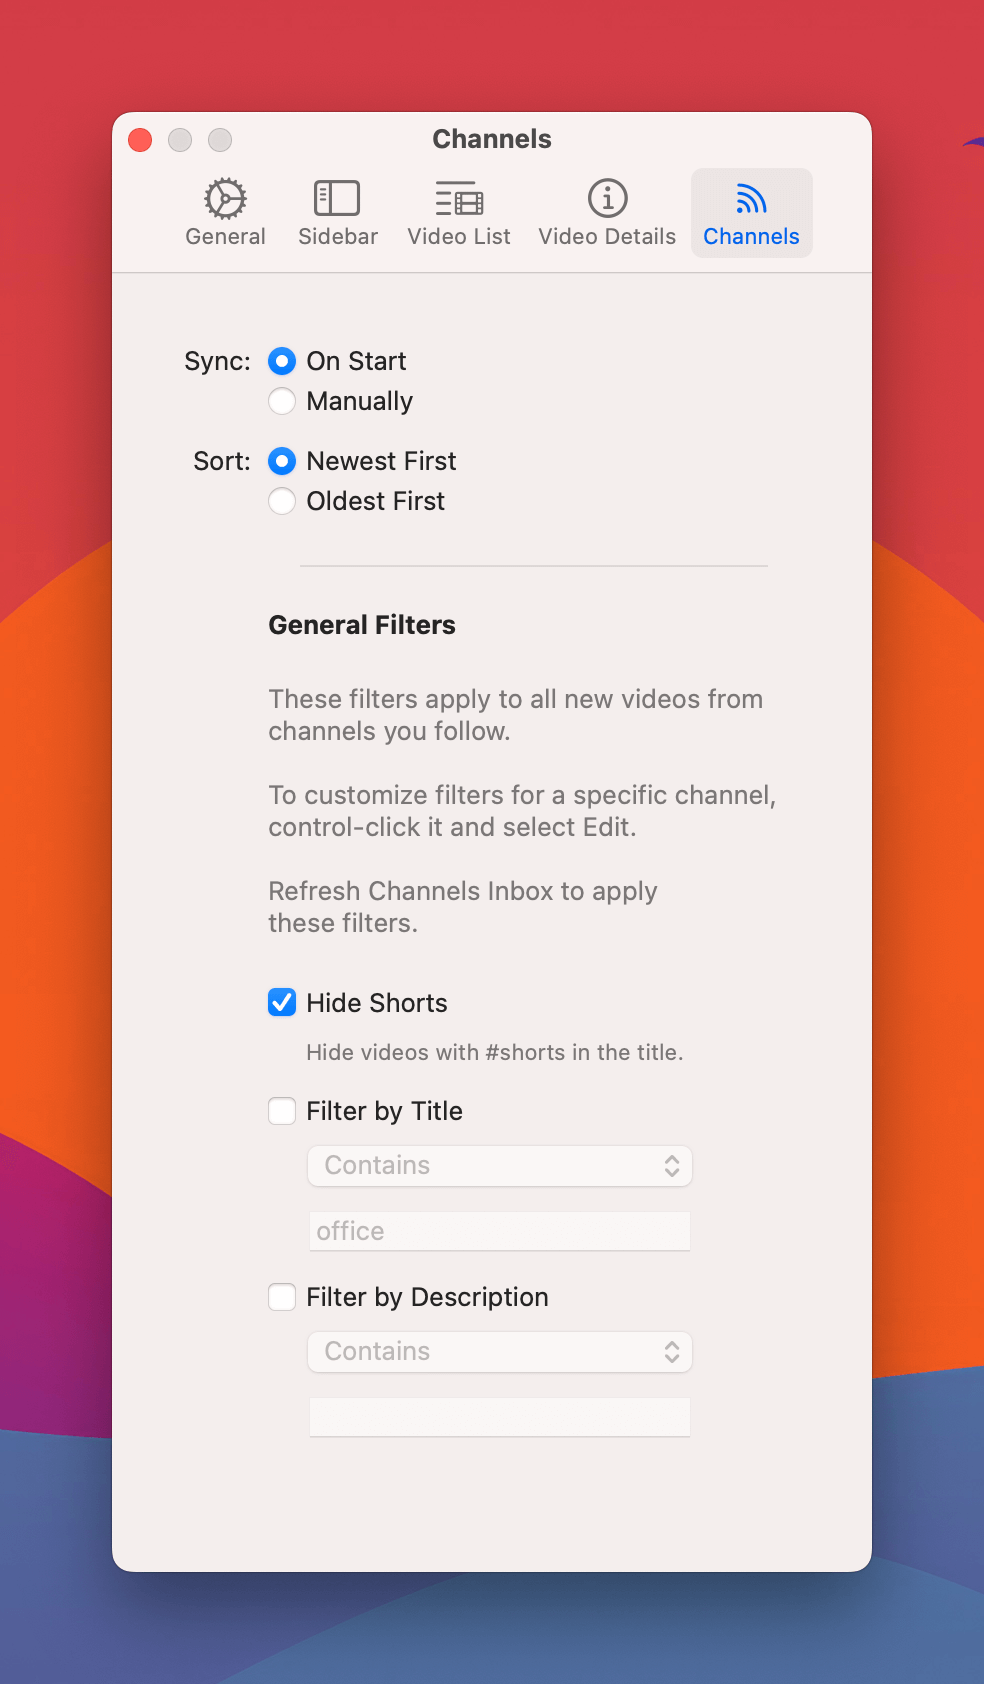 Channels
General
Sidebar
Video List
Video Details
Channels
Sync:
On Start
Manually
Sort:
Newest First
Oldest First
General Filters
These filters apply to all new videos from
channels you follow.
To customize filters for a specific channel,
control-click it and select Edit.
Refresh Channels Inbox to apply
these filters.
Hide Shorts
Hide videos with #shorts in the title.
Filter by Title
Contains
office
Filter by Description
Contains